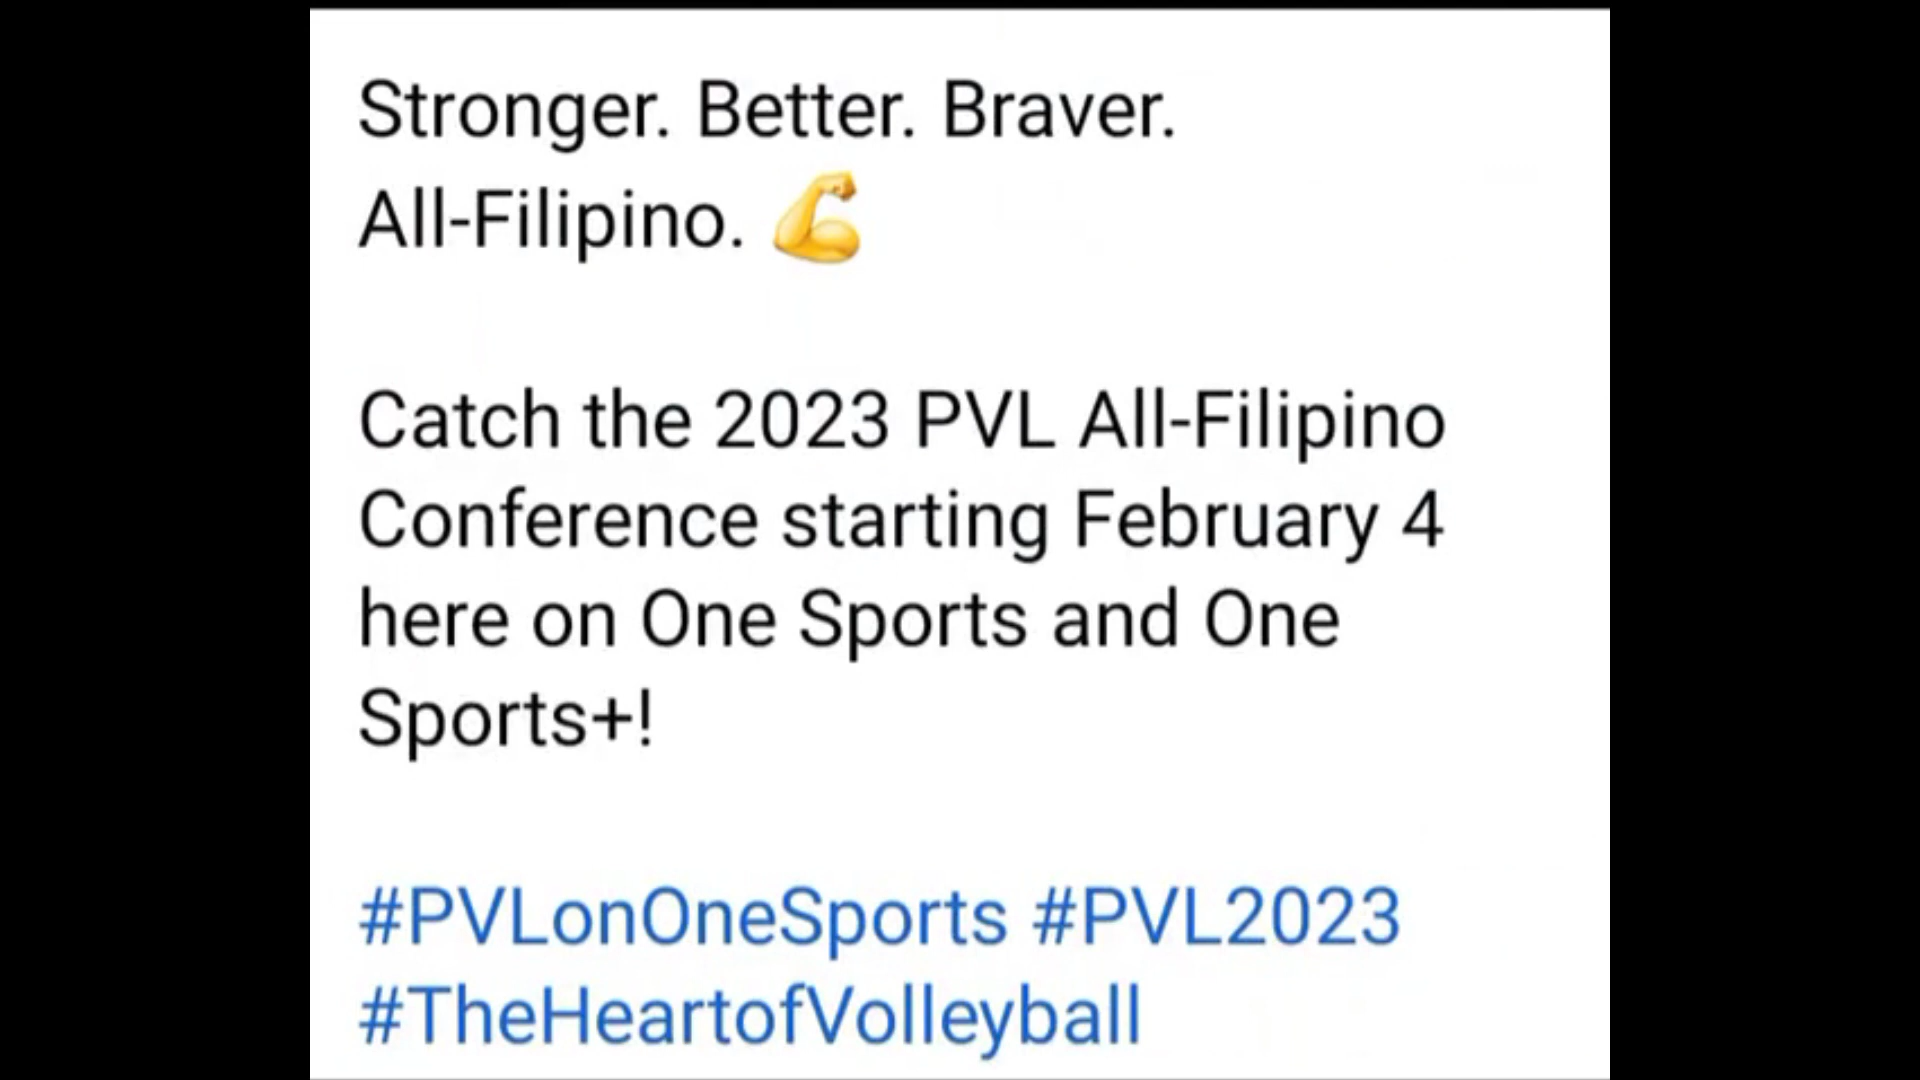 Stronger. Better. Braver.
All-Filipino. 💪
Catch the 2023 PVL All-Filipino
Conference starting February 4
here on One Sports and One
Sports+!
#PVLonOneSports #PVL2023
#TheHeartofVolleyball